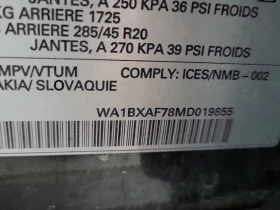 JANTES, A 250 KPA 36 PSI FROIDS
KG ARRIERE 1725
S ARRIERE 285/45 R20
JANTES, A 270 KPA 39 PSI FROIDS
MPV/VTUM COMPLY: ICES/NMB-002
AKIA/ SLOVAQUIE
WA1BXAF78MD019855